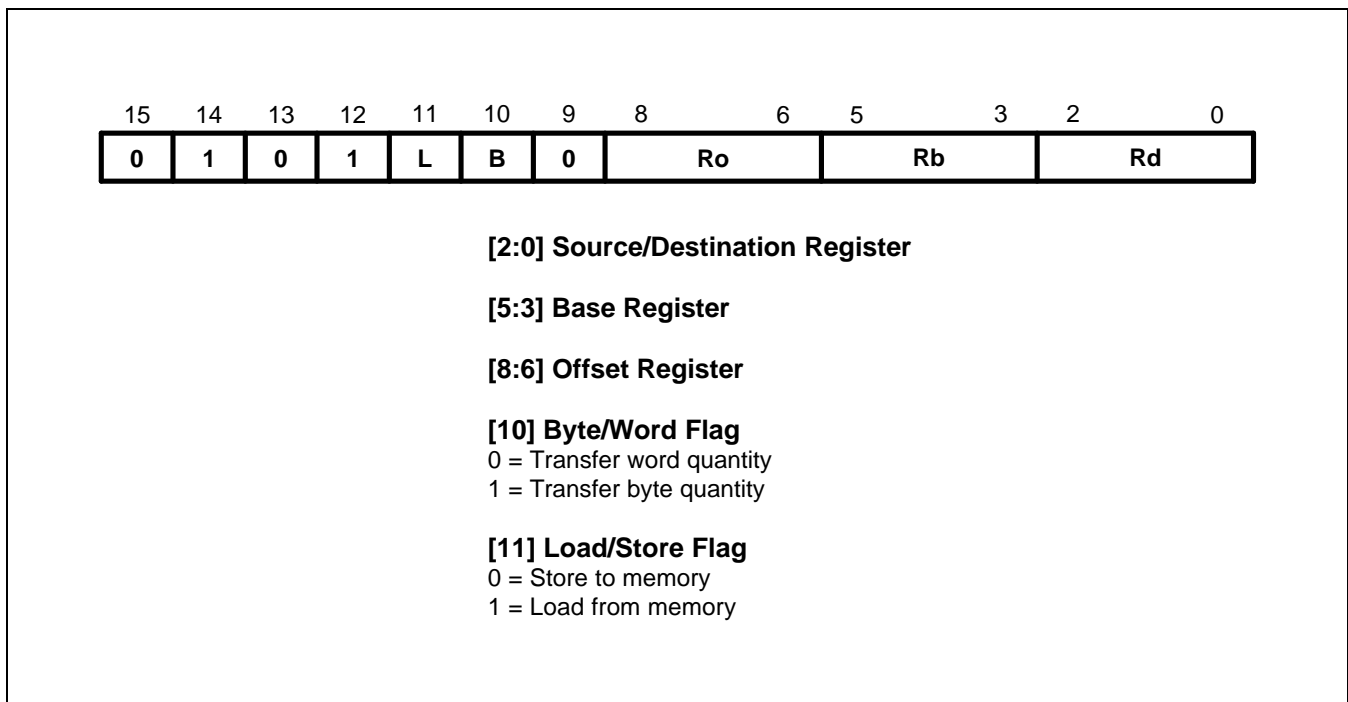 15 14 13 12 11 10 9 8 6 5 3 2 0
0 1 0 1 L B 0 Ro Rb Rd
[2:0] Source/Destination Register
[5:3] Base Register
[8:6] Offset Register
[10] Byte/Word Flag
0 = Transfer word quantity
1 = Transfer byte quantity
[11] Load/Store Flag
0 = Store to memory
1 = Load from memory